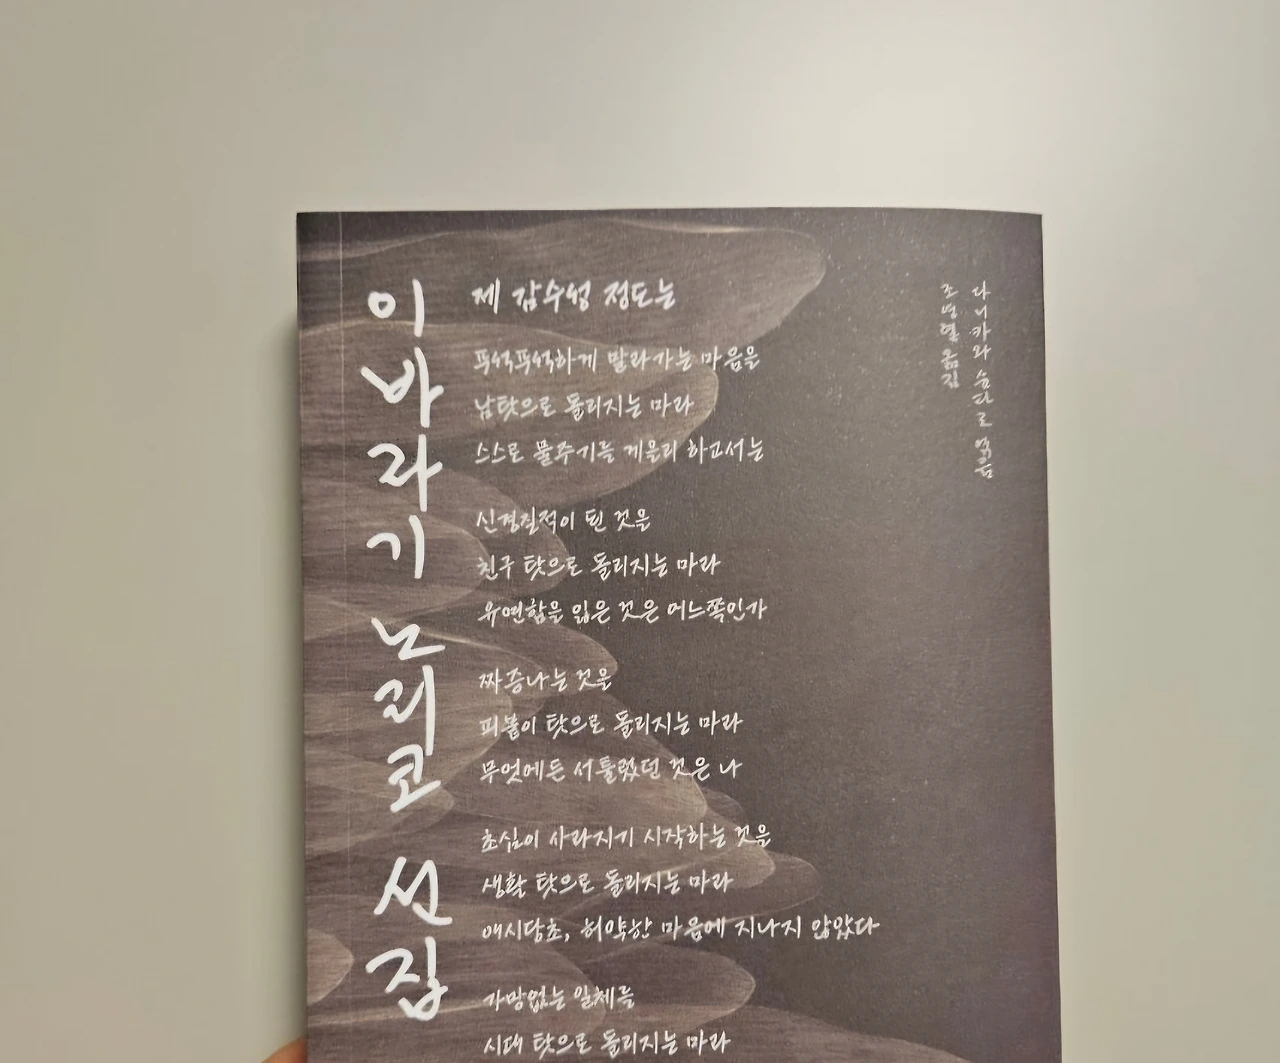 이바라기 노리코 선집
제 감수성 정도는
푸석푸석하게 말라가는 마음을
남탓으로 돌리지는 마라
스스로 물주기를 게을리 하고서는
신경질적이 된 것을
친구 탓으로 돌리지는 마라
유연함을 잃은 것은 어느쪽인가
짜증나는 것을
피붙이 탓으로 돌리지는 마라
무엇에든 서툴렀던 것은 나
초심이 사라지기 시작하는 것을
생활 탓으로 돌리지는 마라
애시당초, 허약한 마음에 지나지 않았다
가망없는 일체를
시대 탓으로 돌리지는 마라
다니카와 슌타로 엮음
조영렬 옮김